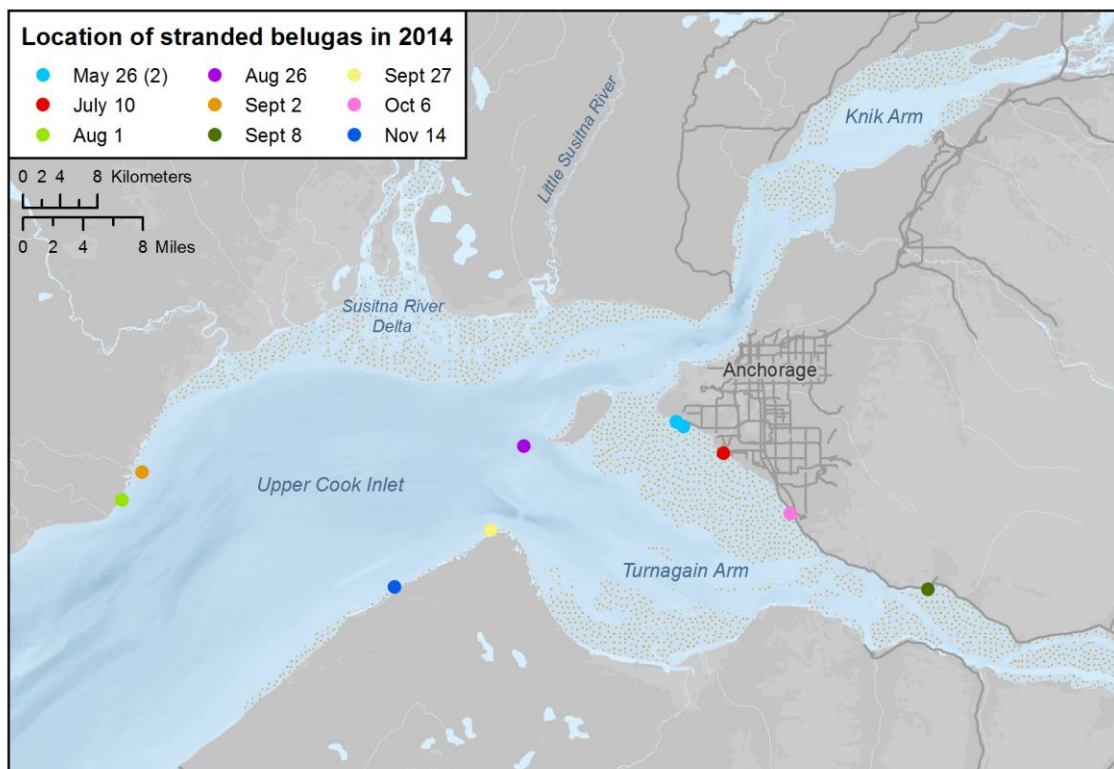 Location of stranded belugas in 2014
May 26 (2)
July 10
Aug 1
Aug 26
Sept 2
Sept 8
Sept 27
Oct 6
Nov 14
0 2 4 8 Kilometers
0 2 4 8 Miles
Little Susitna River
Knik Arm
Susitna River
Delta
Anchorage
Upper Cook Inlet
Turnagain Arm